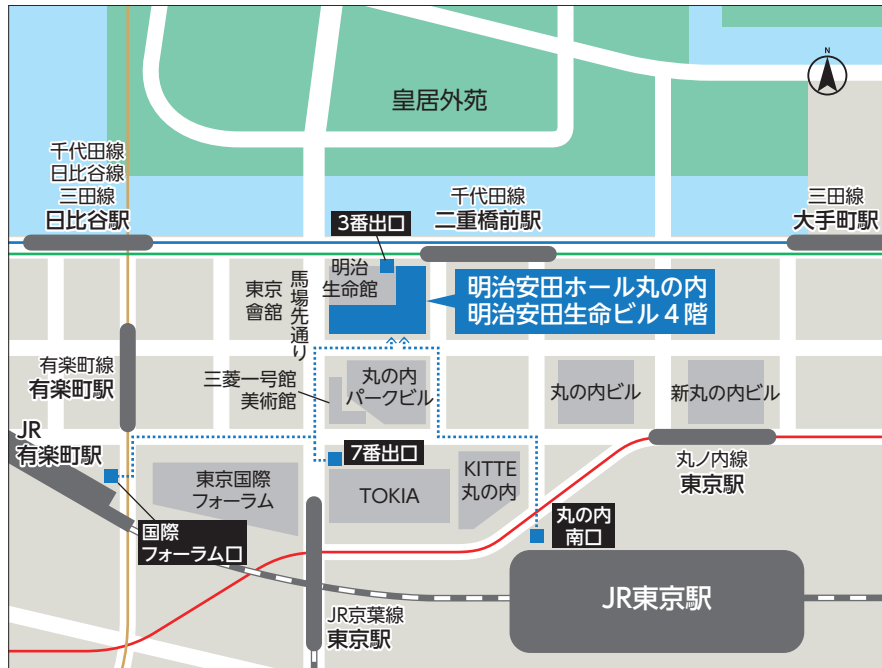 N
皇居外苑
千代田線
日比谷線
三田線
日比谷駅
千代田線
二重橋前駅
三田線
大手町駅
3番出口
明治
生命館
東京
會舘
馬場先通り
明治安田ホール丸の内
明治安田生命ビル4階
有楽町線
有楽町駅
三菱一号館
美術館
丸の内
パークビル
丸の内ビル
新丸の内ビル
JR
有楽町駅
7番出口
丸ノ内線
東京駅
東京国際
フォーラム
TOKIA
KITTE
丸の内
国際
フォーラム口
丸の内
南口
JR東京駅
JR京葉線
東京駅